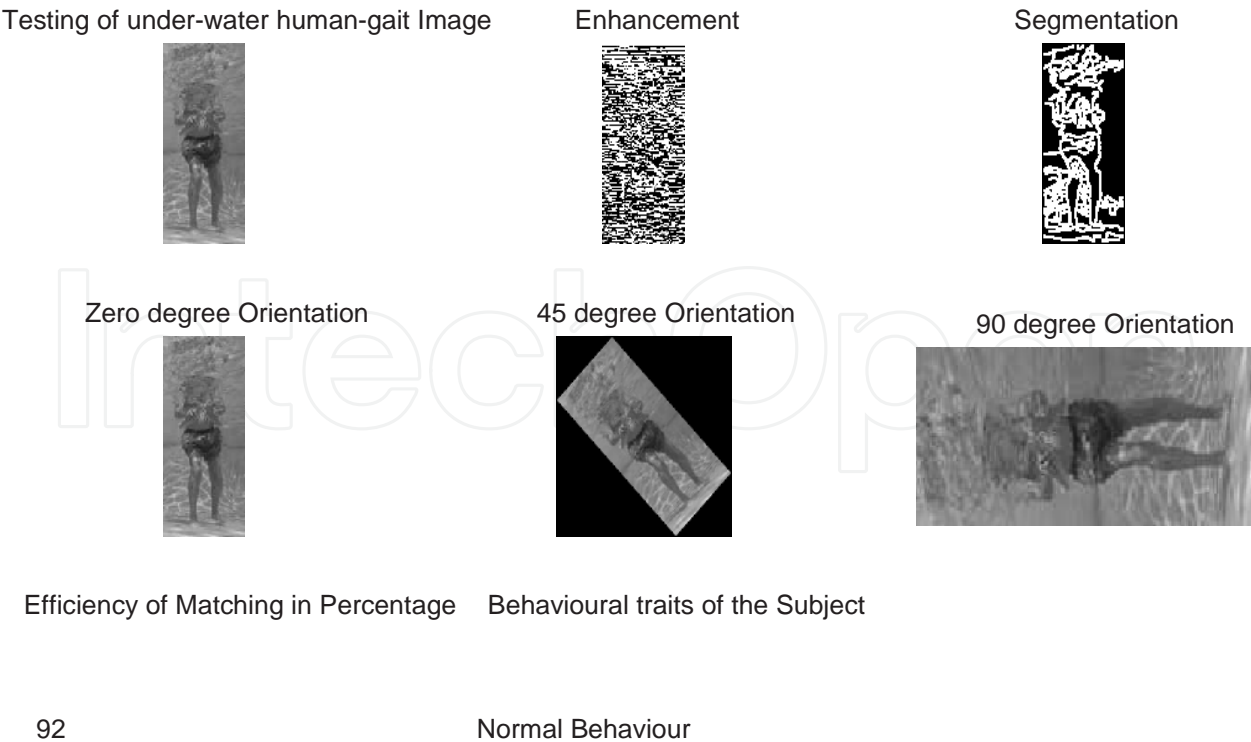 Testing of under-water human-gait Image
Enhancement
Segmentation
Zero degree Orientation
45 degree Orientation
90 degree Orientation
IntechOpen
Efficiency of Matching in Percentage
Behavioural traits of the Subject
92
Normal Behaviour